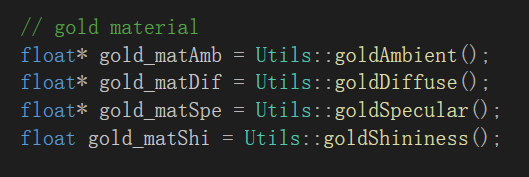 // gold material
float* gold_matAmb = Utils::goldAmbient();
float* gold_matDif = Utils::goldDiffuse();
float* gold_matSpe = Utils::goldSpecular();
float gold_matShi = Utils::goldShininess();